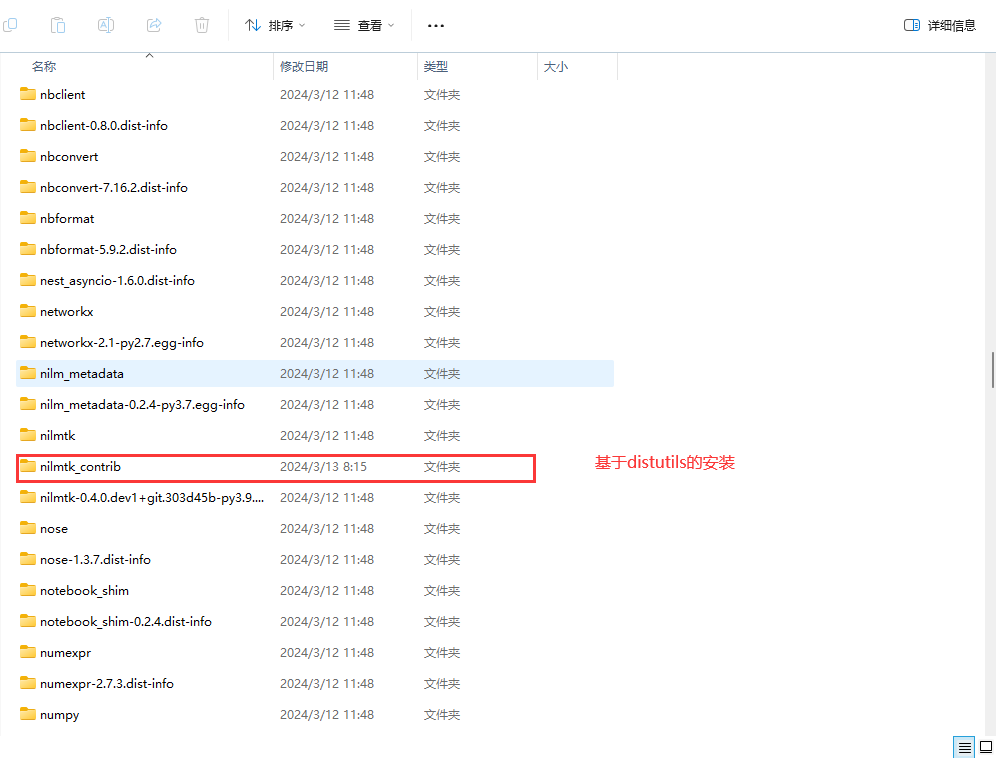 排序 查看 ... 详细信息
名称 修改日期 类型 大小
nbclient 2024/3/12 11:48 文件夹
nbclient-0.8.0.dist-info 2024/3/12 11:48 文件夹
nbconvert 2024/3/12 11:48 文件夹
nbconvert-7.16.2.dist-info 2024/3/12 11:48 文件夹
nbformat 2024/3/12 11:48 文件夹
nbformat-5.9.2.dist-info 2024/3/12 11:48 文件夹
nest_asyncio-1.6.0.dist-info 2024/3/12 11:48 文件夹
networkx 2024/3/12 11:48 文件夹
networkx-2.1-py2.7.egg-info 2024/3/12 11:48 文件夹
nilm_metadata 2024/3/12 11:48 文件夹
nilm_metadata-0.2.4-py3.7.egg-info 2024/3/12 11:48 文件夹
nilmtk 2024/3/12 11:48 文件夹
nilmtk_contrib 2024/3/13 8:15 文件夹 基于distutils的安装
nilmtk-0.4.0.dev1+git.303d45b-py3.9.... 2024/3/12 11:48 文件夹
nose 2024/3/12 11:48 文件夹
nose-1.3.7.dist-info 2024/3/12 11:48 文件夹
notebook_shim 2024/3/12 11:48 文件夹
notebook_shim-0.2.4.dist-info 2024/3/12 11:48 文件夹
numexpr 2024/3/12 11:48 文件夹
numexpr-2.7.3.dist-info 2024/3/12 11:48 文件夹
numpy 2024/3/12 11:48 文件夹